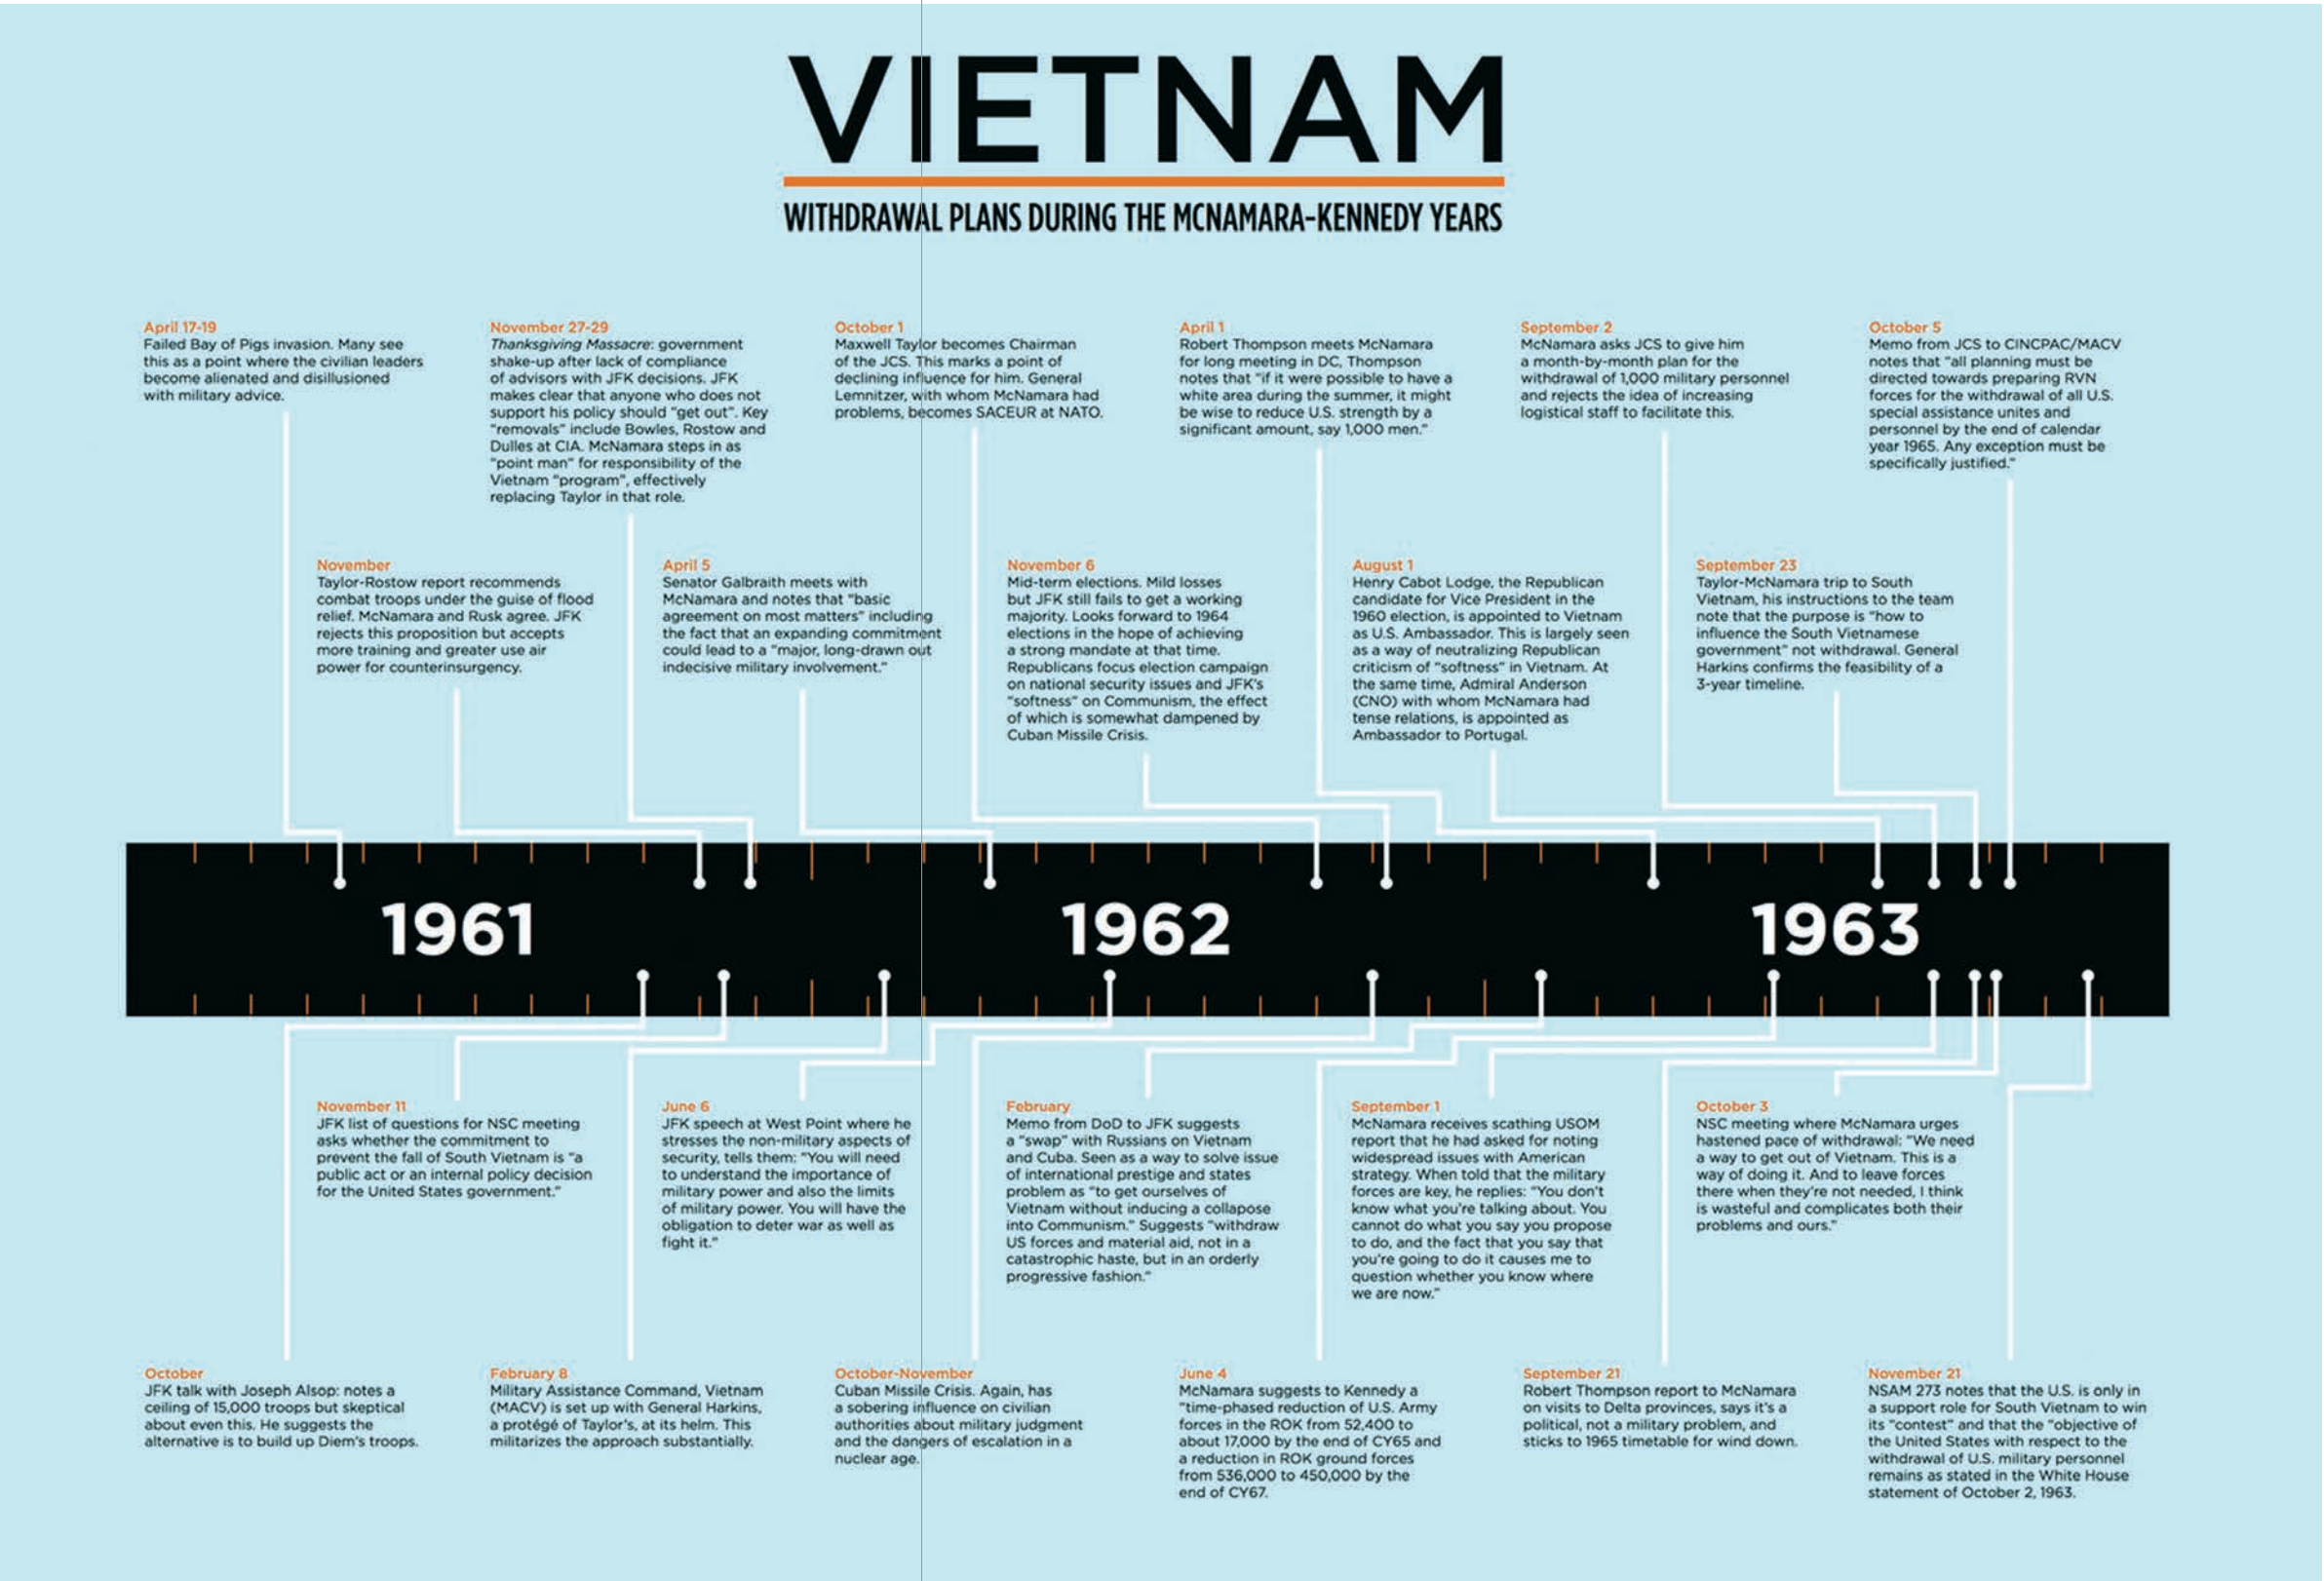 VIETNAM
WITHDRAWAL PLANS DURING THE MCNAMARA-KENNEDY YEARS
April 17-19
Failed Bay of Pigs invasion. Many see
this as a point where the civilian leaders
become alienated and disillusioned
with military advice.
November 27-29
Thanksgiving Massacre: government
shake-up after lack of compliance
of advisors with JFK decisions. JFK
makes clear that anyone who does not
support his policy should "get out". Key
"removals" include Bowles, Rostow and
Dulles at CIA. McNamara steps in as
"point man" for responsibility of the
Vietnam "program", effectively
replacing Taylor in that role.
October 1
Maxwell Taylor becomes Chairman
of the JCS. This marks a point of
declining influence for him. General
Lemnitzer, with whom McNamara had
problems, becomes SACEUR at NATO.
April 1
Robert Thompson meets McNamara
for long meeting in DC, Thompson
notes that "if it were possible to have a
white area during the summer, it might
be wise to reduce U.S. strength by a
significant amount, say 1,000 men."
September 2
McNamara asks JCS to give him
a month-by-month plan for the
withdrawal of 1,000 military personnel
and rejects the idea of increasing
logistical staff to facilitate this.
October 5
Memo from JCS to CINCPAC/MACV
notes that "all planning must be
directed towards preparing RVN
forces for the withdrawal of all U.S.
special assistance unites and
personnel by the end of calendar
year 1965. Any exception must be
specifically justified."
November
Taylor-Rostow report recommends
combat troops under the guise of flood
relief. McNamara and Rusk agree. JFK
rejects this proposition but accepts
more training and greater use air
power for counterinsurgency.
April 5
Senator Galbraith meets with
McNamara and notes that "basic
agreement on most matters" including
the fact that an expanding commitment
could lead to a "major, long-drawn out
indecisive military involvement."
November 6
Mid-term elections. Mild losses
but JFK still fails to get a working
majority. Looks forward to 1964
elections in the hope of achieving
a strong mandate at that time.
Republicans focus election campaign
on national security issues and JFK's
"softness" on Communism, the effect
of which is somewhat dampened by
Cuban Missile Crisis.
August 1
Henry Cabot Lodge, the Republican
candidate for Vice President in the
1960 election, is appointed to Vietnam
as U.S. Ambassador. This is largely seen
as a way of neutralizing Republican
criticism of "softness" in Vietnam. At
the same time, Admiral Anderson
(CNO) with whom McNamara had
tense relations, is appointed as
Ambassador to Portugal.
September 23
Taylor-McNamara trip to South
Vietnam, his instructions to the team
note that the purpose is "how to
influence the South Vietnamese
government" not withdrawal. General
Harkins confirms the feasibility of a
3-year timeline.
1961
1962
1963
November 11
JFK list of questions for NSC meeting
asks whether the commitment to
prevent the fall of South Vietnam is "a
public act or an internal policy decision
for the United States government."
June 6
JFK speech at West Point where he
stresses the non-military aspects of
security, tells them: "You will need
to understand the importance of
military power and also the limits
of military power. You will have the
obligation to deter war as well as
fight it."
February
Memo from DoD to JFK suggests
a "swap" with Russians on Vietnam
and Cuba. Seen as a way to solve issue
of international prestige and states
problem as "to get ourselves of
Vietnam without inducing a collapose
into Communism." Suggests "withdraw
US forces and material aid, not in a
catastrophic haste, but in an orderly
progressive fashion."
September 1
McNamara receives scathing USOM
report that he had asked for noting
widespread issues with American
strategy. When told that the military
forces are key, he replies: "You don't
know what you're talking about. You
cannot do what you say you propose
to do, and the fact that you say that
you're going to do it causes me to
question whether you know where
we are now."
October 3
NSC meeting where McNamara urges
hastened pace of withdrawal: "We need
a way to get out of Vietnam. This is a
way of doing it. And to leave forces
there when they're not needed, I think
is wasteful and complicates both their
problems and ours."
October
JFK talk with Joseph Alsop: notes a
ceiling of 15,000 troops but skeptical
about even this. He suggests the
alternative is to build up Diem's troops.
February 8
Military Assistance Command, Vietnam
(MACV) is set up with General Harkins,
a protégé of Taylor's, at its helm. This
militarizes the approach substantially.
October-November
Cuban Missile Crisis. Again, has
a sobering influence on civilian
authorities about military judgment
and the dangers of escalation in a
nuclear age.
June 4
McNamara suggests to Kennedy a
"time-phased reduction of U.S. Army
forces in the ROK from 52,400 to
about 17,000 by the end of CY65 and
a reduction in ROK ground forces
from 536,000 to 450,000 by the
end of CY67.
September 21
Robert Thompson report to McNamara
on visits to Delta provinces, says it's a
political, not a military problem, and
sticks to 1965 timetable for wind down.
November 21
NSAM 273 notes that the U.S. is only in
a support role for South Vietnam to win
its "contest" and that the "objective of
the United States with respect to the
withdrawal of U.S. military personnel
remains as stated in the White House
statement of October 2, 1963.